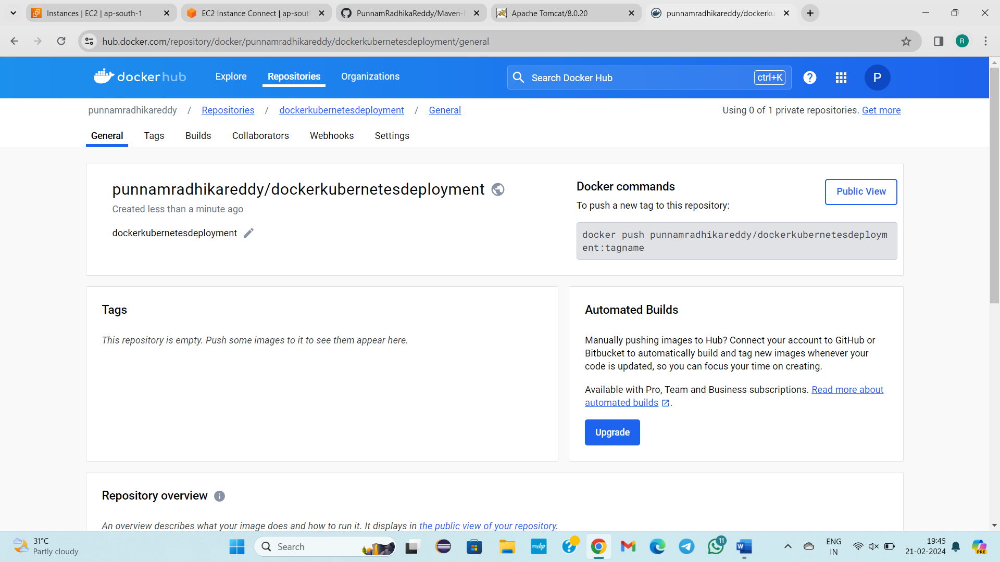 Instances | EC2 | ap-south-1
EC2 Instance Connect | ap-sout
PunnamRadhikaReddy/Maven-
Apache Tomcat/8.0.20
punnamradhikareddy/dockerku
hub.docker.com/repository/docker/punnamradhikareddy/dockerkubernetesdeployment/general
R
dockerhub
Explore
Repositories
Organizations
Search Docker Hub
ctrl+K
?
P
punnamradhikareddy / Repositories / dockerkubernetesdeployment / General
Using 0 of 1 private repositories. Get more
General
Tags
Builds
Collaborators
Webhooks
Settings
punnamradhikareddy/dockerkubernetesdeployment
Created less than a minute ago
dockerkubernetesdeployment
Docker commands
To push a new tag to this repository:
Public View
docker push punnamradhikareddy/dockerkubernetesdeploym
ent:tagname
Tags
This repository is empty. Push some images to it to see them appear here.
Automated Builds
Manually pushing images to Hub? Connect your account to GitHub or
Bitbucket to automatically build and tag new images whenever your
code is updated, so you can focus your time on creating.
Available with Pro, Team and Business subscriptions. Read more about
automated builds .
Upgrade
Repository overview
An overview describes what your image does and how to run it. It displays in the public view of your repository.
31°C
Partly cloudy
Search
myhp
?
11
W
ENG
IN
19:45
21-02-2024
PRE